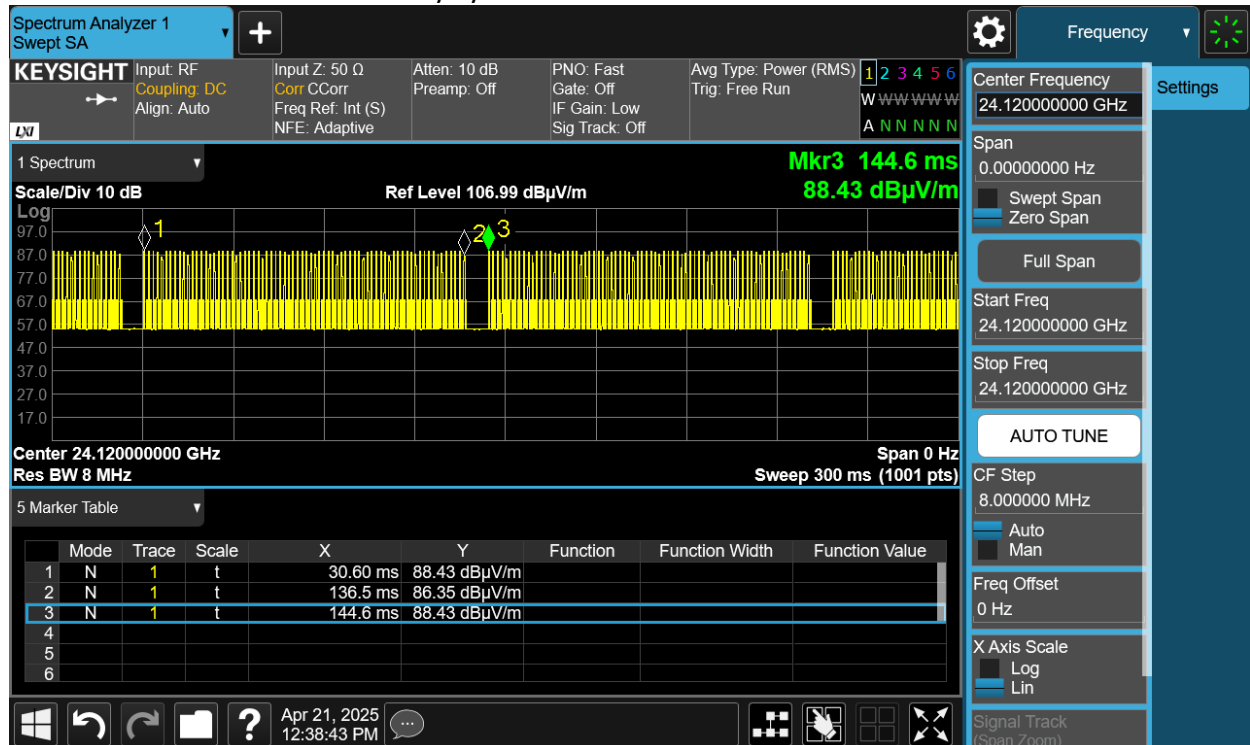 Spectrum Analyzer 1
Swept SA
+
Frequency
KEYSIGHT
LXI
Input: RF
Coupling: DC
Align: Auto
Input Z: 50 Ω
Corr CCorr
Freq Ref: Int (S)
NFE: Adaptive
Atten: 10 dB
Preamp: Off
PNO: Fast
Gate: Off
IF Gain: Low
Sig Track: Off
Avg Type: Power (RMS)
Trig: Free Run
1 2 3 4 5 6
W W W W W W
A N N N N N
1 Spectrum
Mkr3 144.6 ms
Scale/Div 10 dB Ref Level 106.99 dBµV/m 88.43 dBµV/m
Log
97.0
87.0
77.0
67.0
57.0
47.0
37.0
27.0
17.0
1
2
3
Center 24.120000000 GHz Span 0 Hz
Res BW 8 MHz Sweep 300 ms (1001 pts)
5 Marker Table
Mode Trace Scale X Y Function Function Width Function Value
1 N 1 t 30.60 ms 88.43 dBµV/m
2 N 1 t 136.5 ms 86.35 dBµV/m
3 N 1 t 144.6 ms 88.43 dBµV/m
4
5
6
?
Apr 21, 2025
12:38:43 PM
Center Frequency
24.120000000 GHz
Span
0.00000000 Hz
Swept Span
Zero Span
Full Span
Start Freq
24.120000000 GHz
Stop Freq
24.120000000 GHz
AUTO TUNE
CF Step
8.000000 MHz
Auto
Man
Freq Offset
0 Hz
X Axis Scale
Log
Lin
Signal Track
(Span Zoom)
Settings